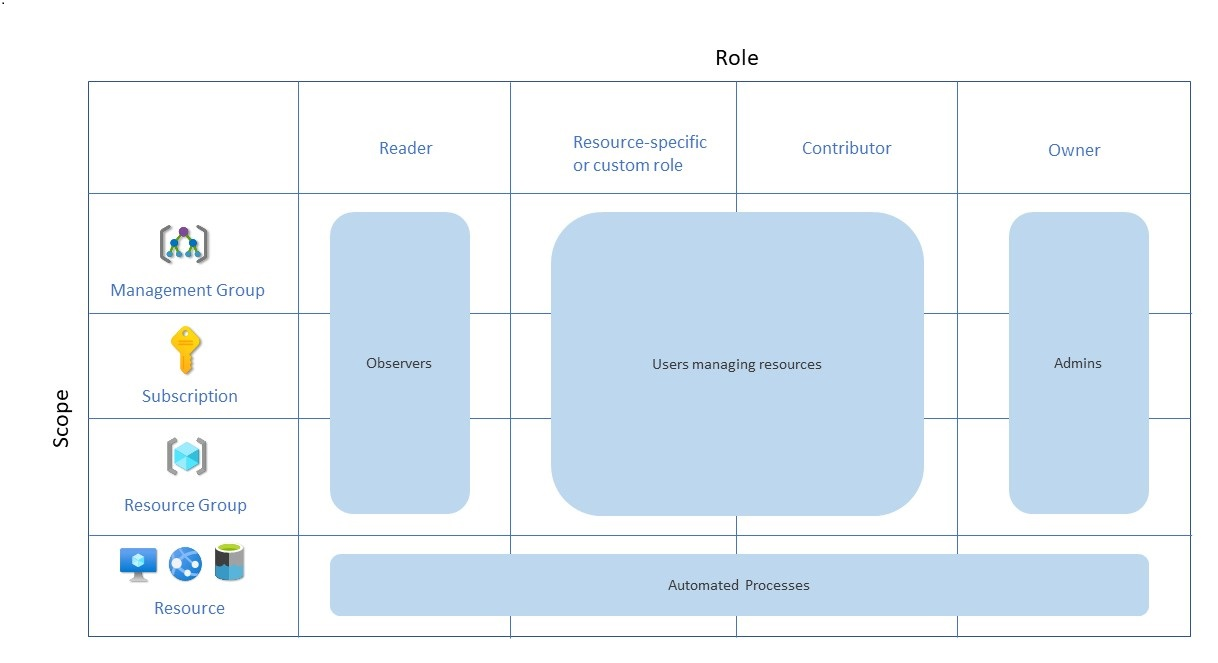 .
Role
Reader
Resource-specific
or custom role
Contributor
Owner
Scope
Management Group
Subscription
Resource Group
Resource
Observers
Users managing resources
Admins
Automated Processes